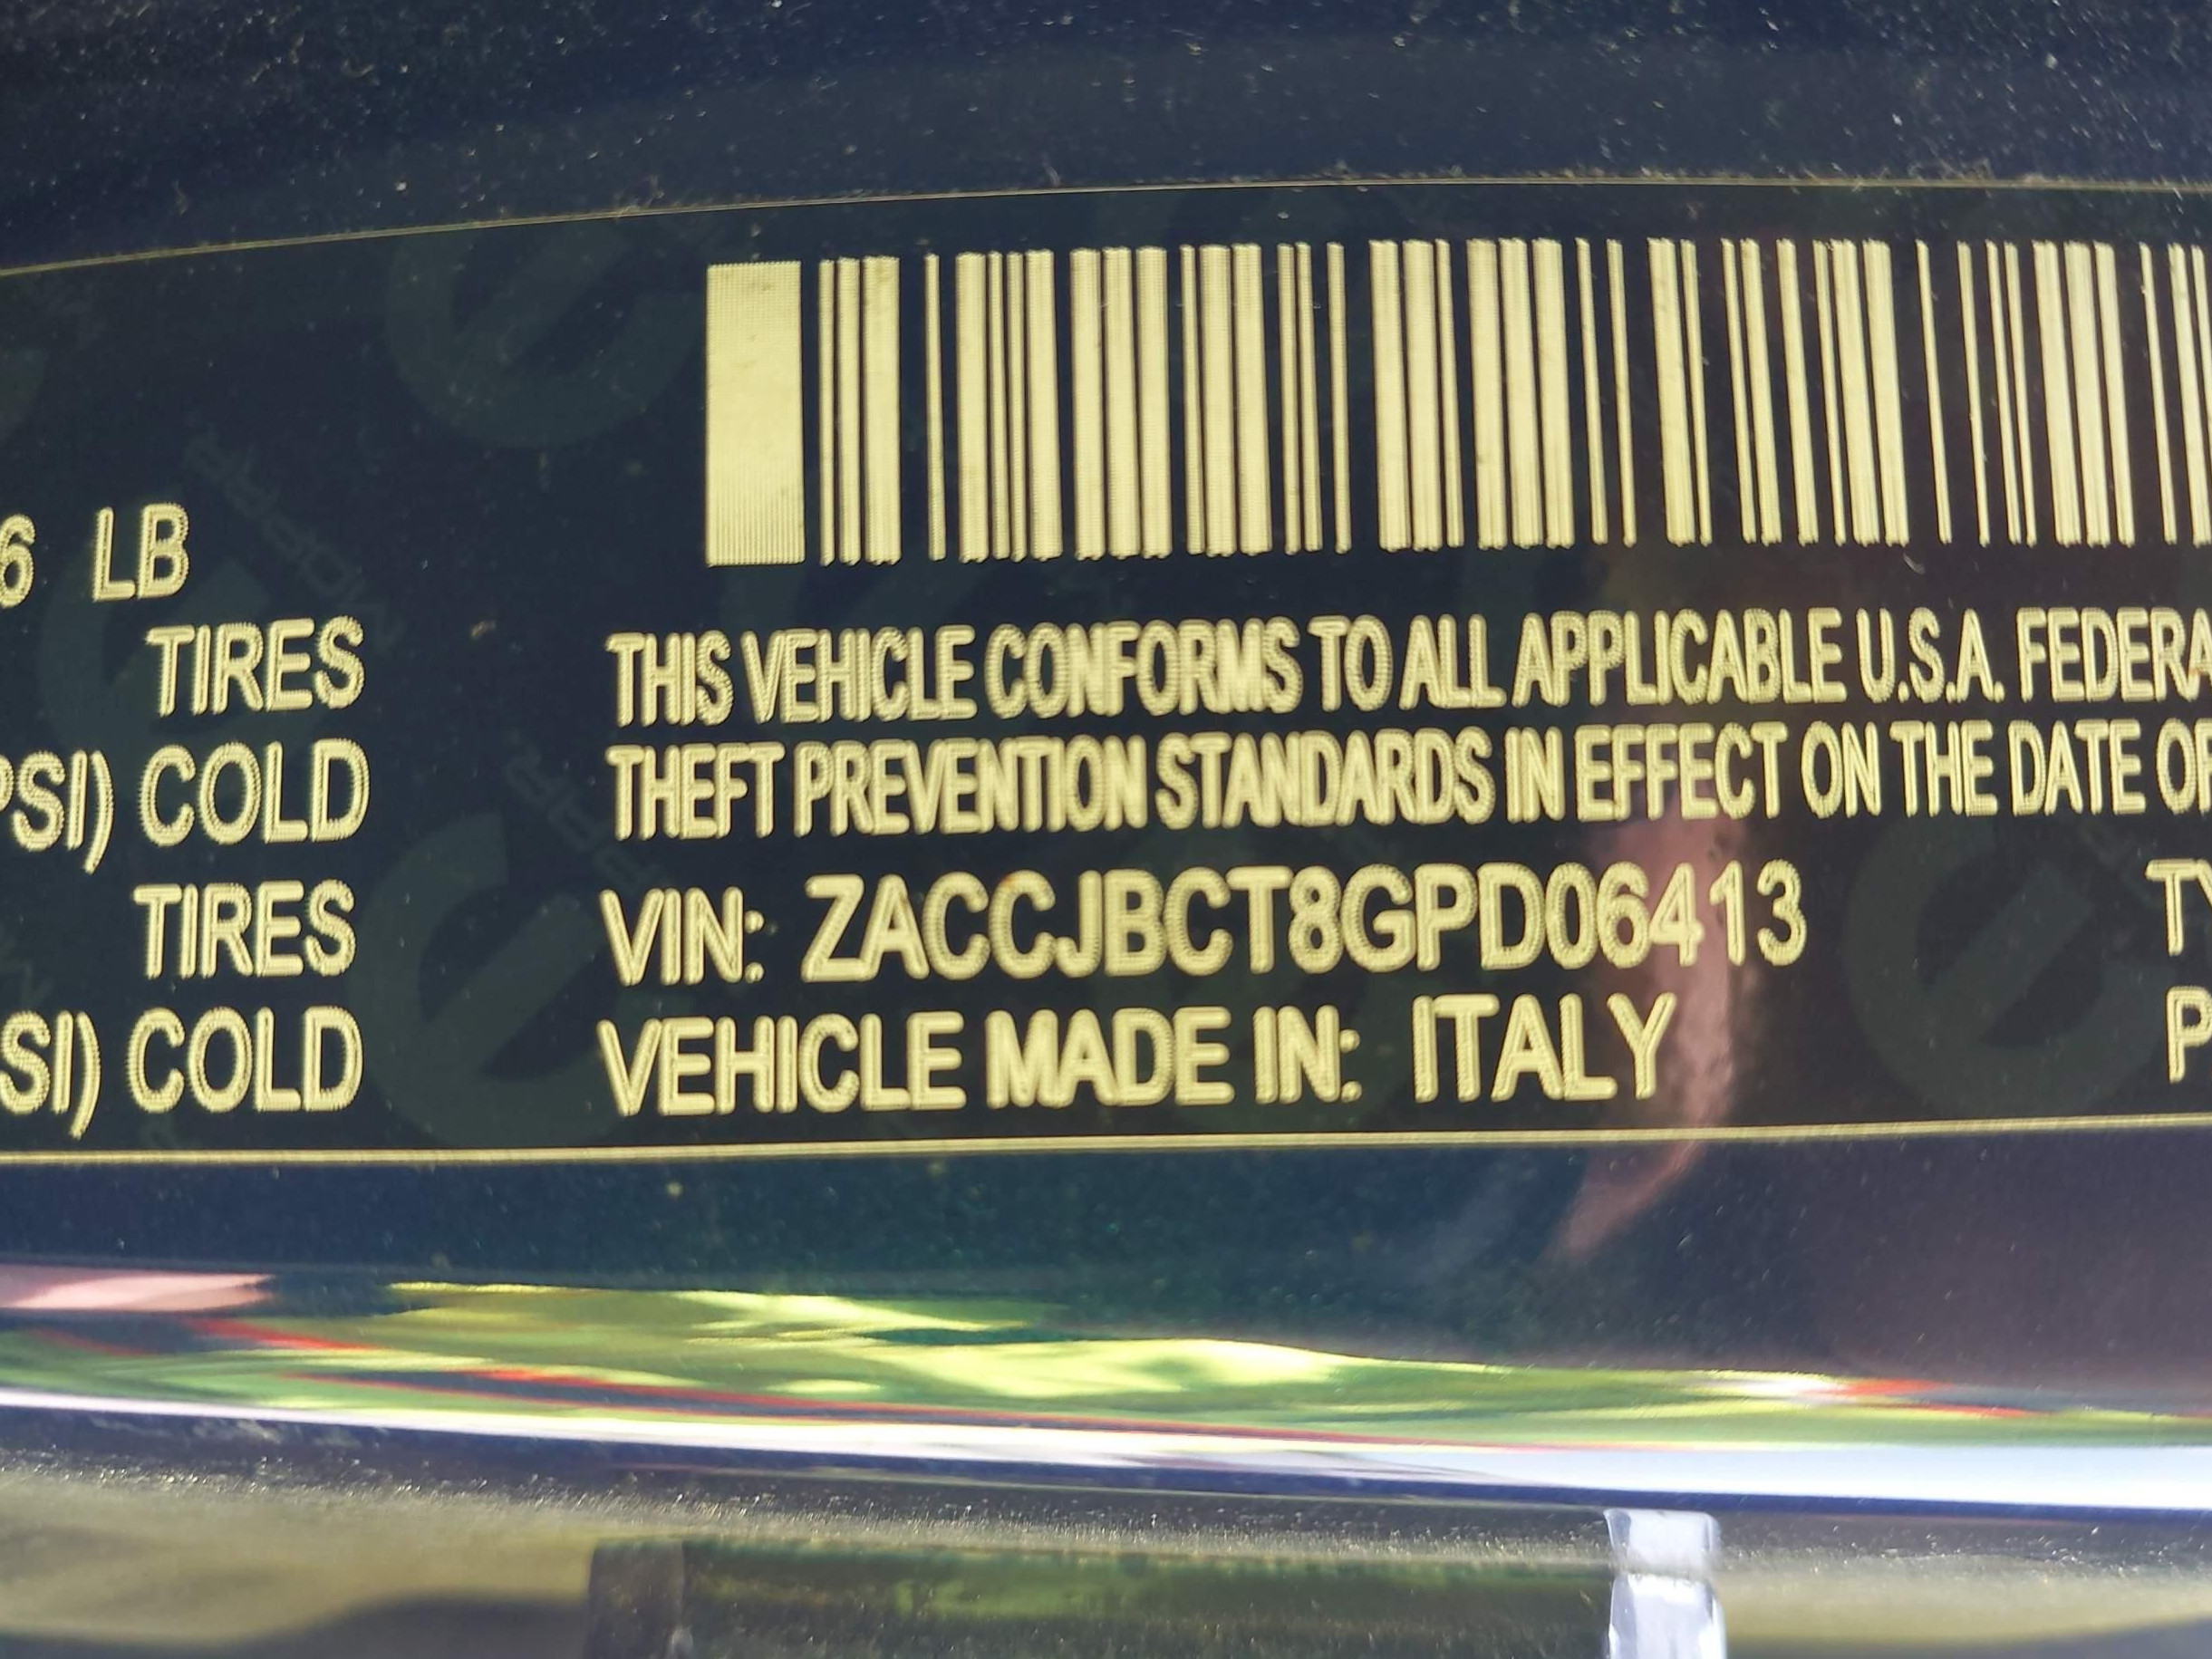 6 LB
TIRES
PSI) COLD
TIRES
SI) COLD
THIS VEHICLE CONFORMS TO ALL APPLICABLE U.S.A. FEDERA
THEFT PREVENTION STANDARDS IN EFFECT ON THE DATE OF
VIN: ZACCJBCT8GPD06413
VEHICLE MADE IN: ITALY
TY
P